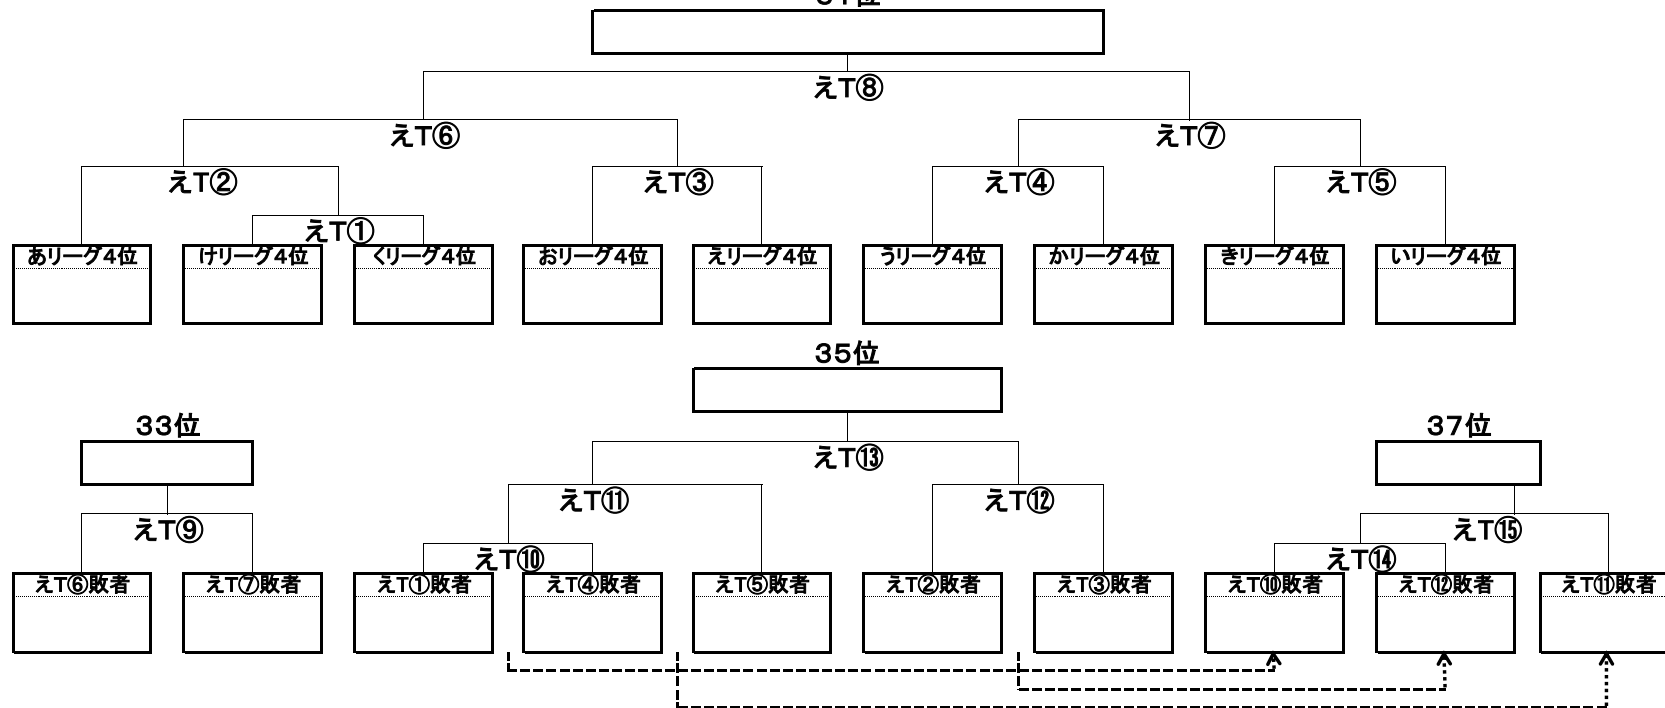 えT⑧
えT⑥ えT⑦
えT② えT③ えT④ えT⑤
えT①
あリーグ4位 けリーグ4位 くリーグ4位 おリーグ4位 えリーグ4位 うリーグ4位 かリーグ4位 きリーグ4位 いリーグ4位
35位
33位 37位
えT⑬
えT⑪ えT⑫
えT⑨ えT⑮
えT⑩ えT⑭
えT⑥敗者 えT⑦敗者 えT①敗者 えT④敗者 えT⑤敗者 えT②敗者 えT③敗者 えT⑩敗者 えT⑫敗者 えT⑪敗者